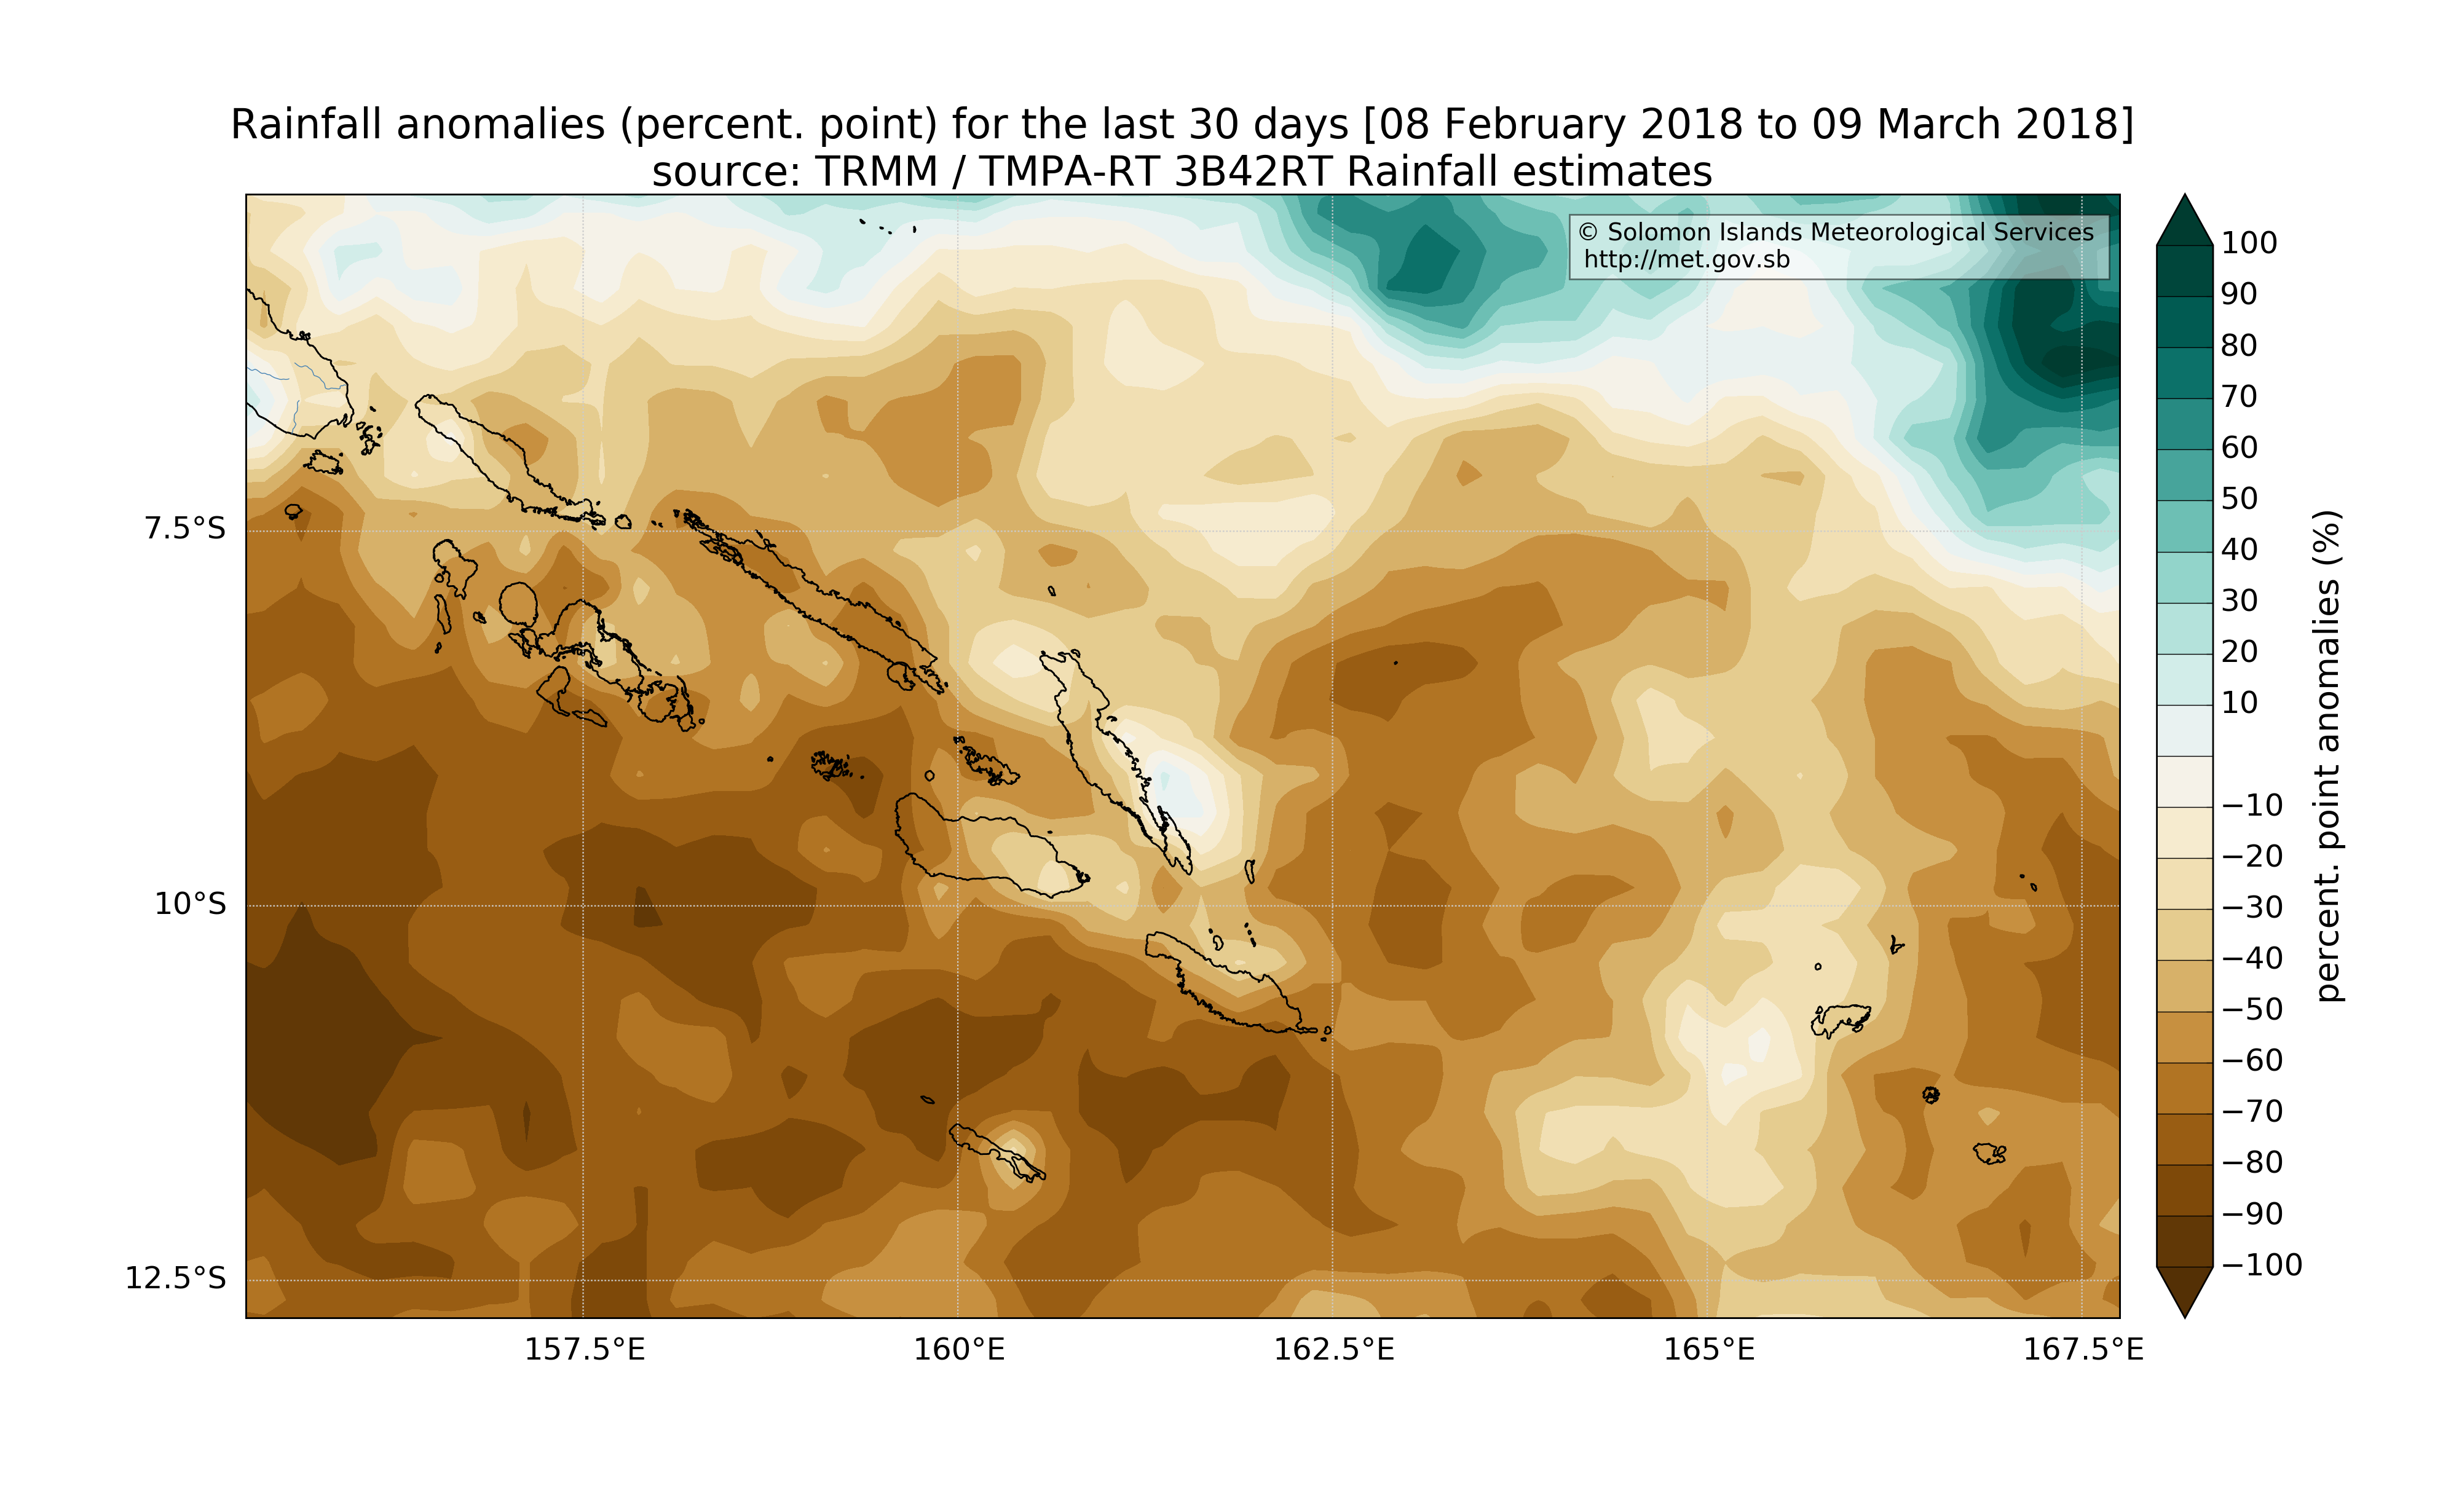 Rainfall anomalies (percent. point) for the last 30 days [08 February 2018 to 09 March 2018]
source: TRMM / TMPA-RT 3B42RT Rainfall estimates
© Solomon Islands Meteorological Services
http://met.gov.sb
7.5°S
10°S
12.5°S
157.5°E
160°E
162.5°E
165°E
167.5°E
100
90
80
70
60
50
40
30
20
10
−10
−20
−30
−40
−50
−60
−70
−80
−90
−100
percent. point anomalies (%)